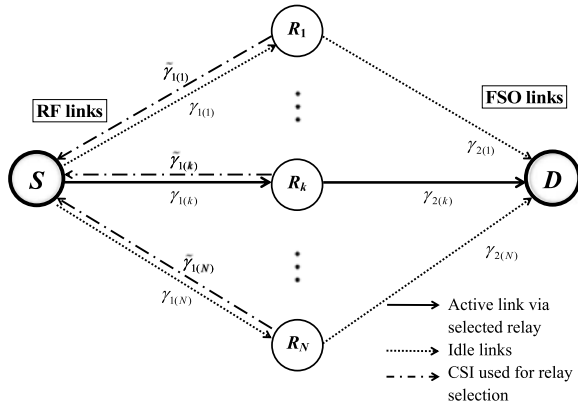 R₁
γ̃₁₍₁₎
RF links
γ₁₍₁₎
FSO links
γ₂₍₁₎
γ̃₁₍ₖ₎
S
Rₖ
D
γ₁₍ₖ₎
γ₂₍ₖ₎
γ̃₁₍N₎
γ₁₍N₎
γ₂₍N₎
R_N
Active link via
selected relay
Idle links
CSI used for relay
selection